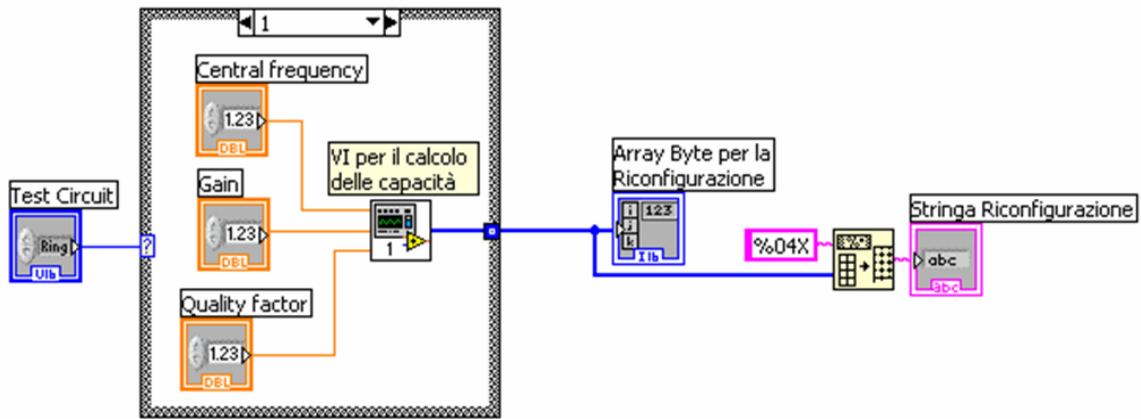 1
Central frequency
1.23
DBL
VI per il calcolo
delle capacità
Gain
1.23
DBL
1
Quality factor
1.23
DBL
Test Circuit
Ring
U16
?
Array Byte per la
Riconfigurazione
i
j
k
123
I16
%04X
Stringa Riconfigurazione
abc
abc